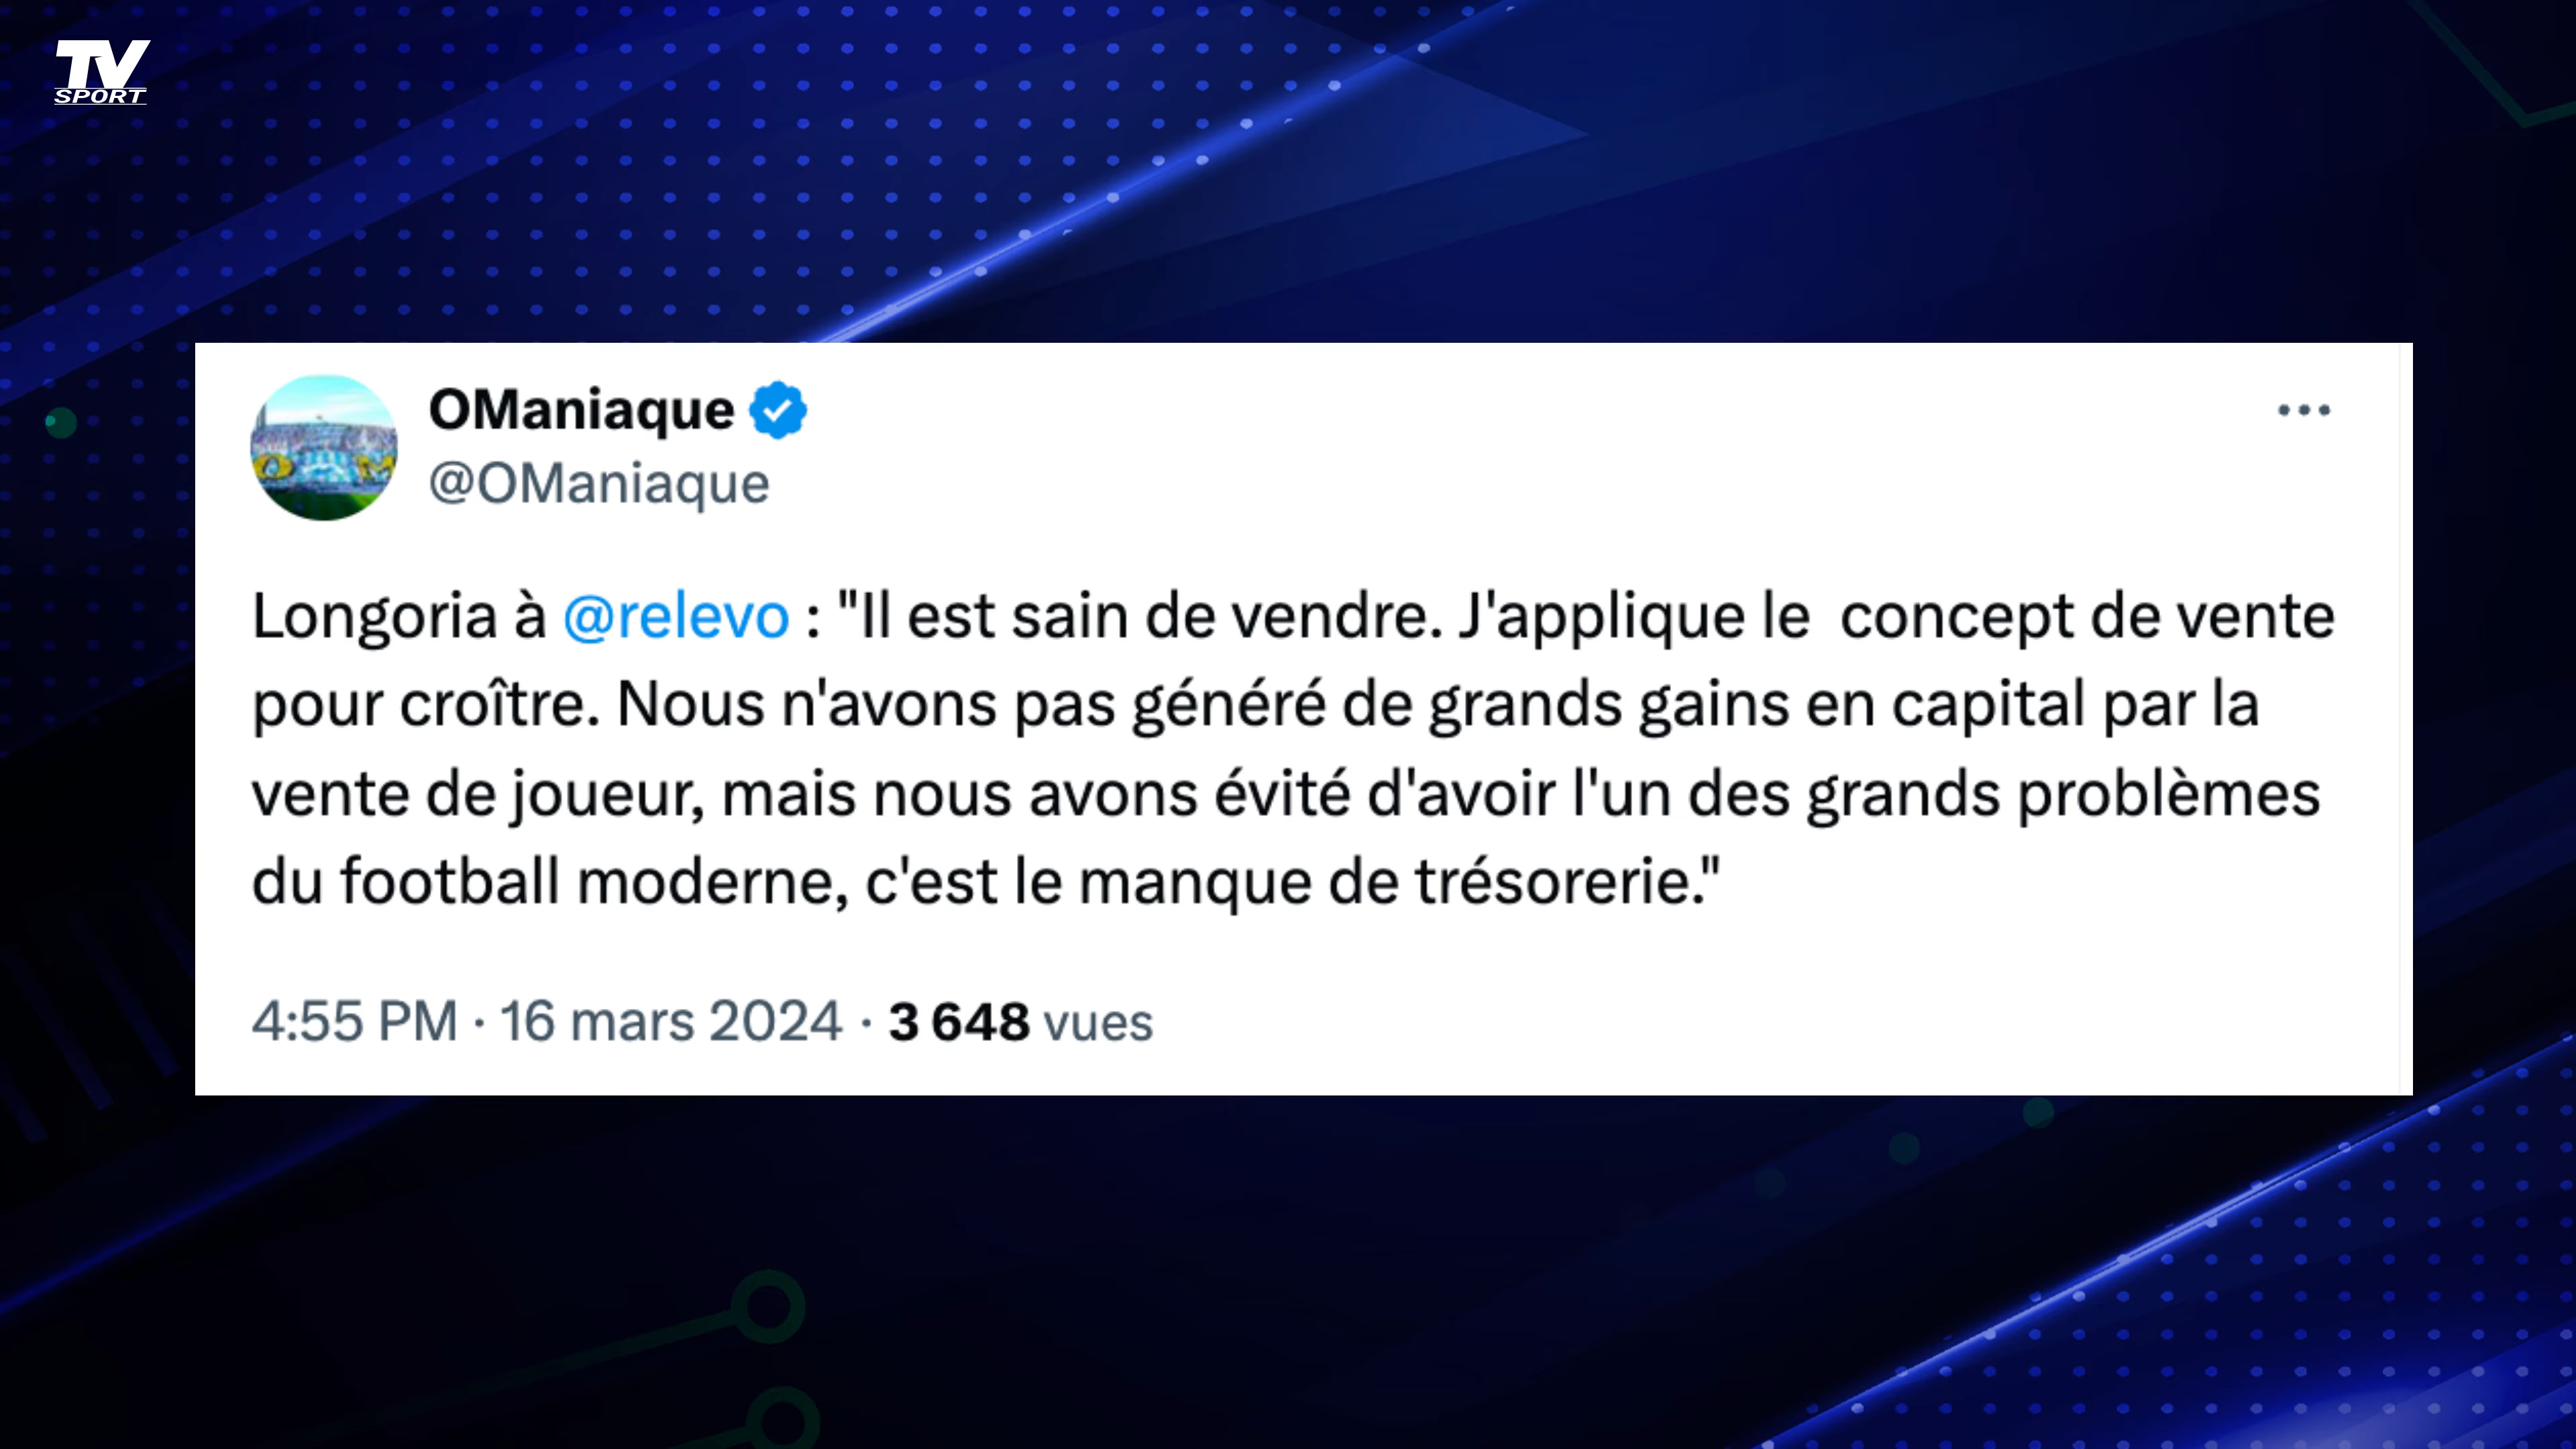 TV
SPORT
OManiaque
@OManiaque
Longoria à @relevo : "Il est sain de vendre. J'applique le  concept de vente
pour croître. Nous n'avons pas généré de grands gains en capital par la
vente de joueur, mais nous avons évité d'avoir l'un des grands problèmes
du football moderne, c'est le manque de trésorerie."
4:55 PM · 16 mars 2024 · 3 648 vues
O M